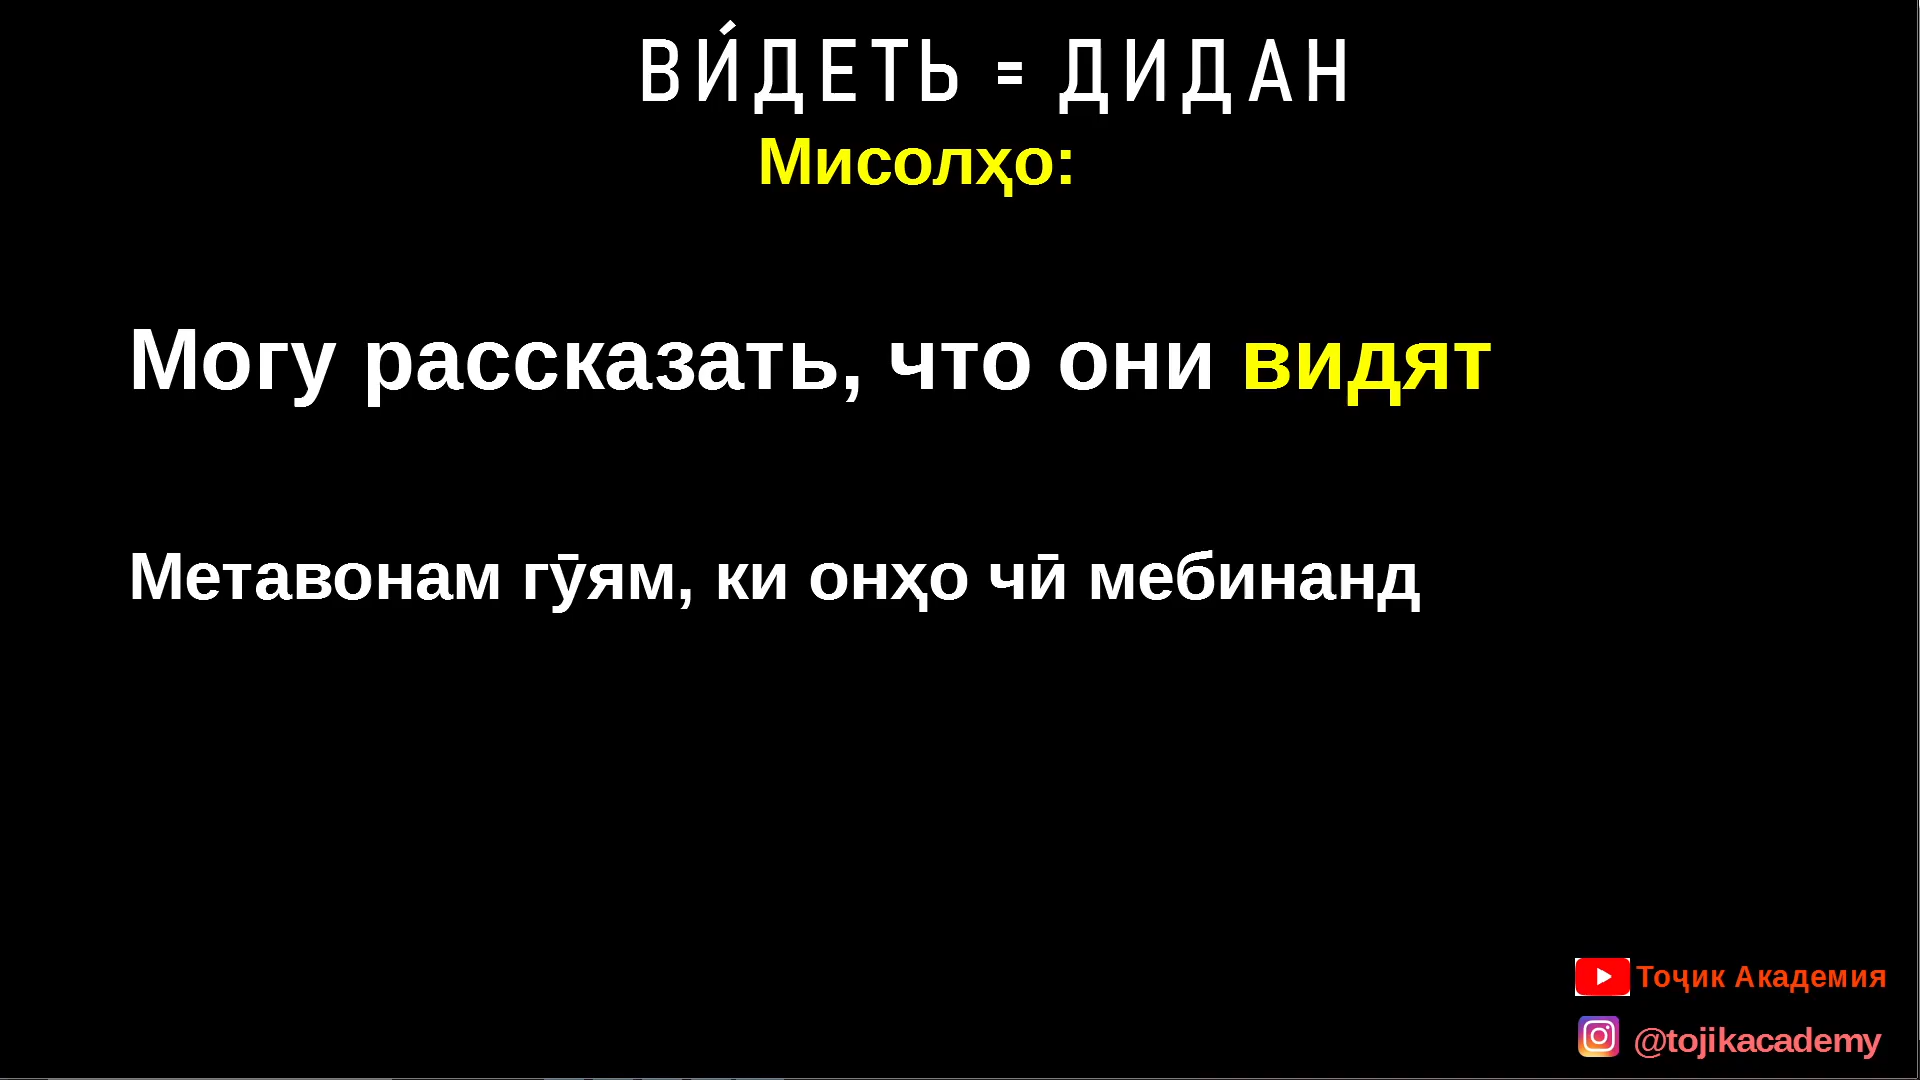 ВИ́ДЕТЬ = ДИДАН
Мисолҳо:
Могу рассказать, что они видят
Метавонам гӯям, ки онҳо чӣ мебинанд
Тоҷик Академия
@tojikacademy